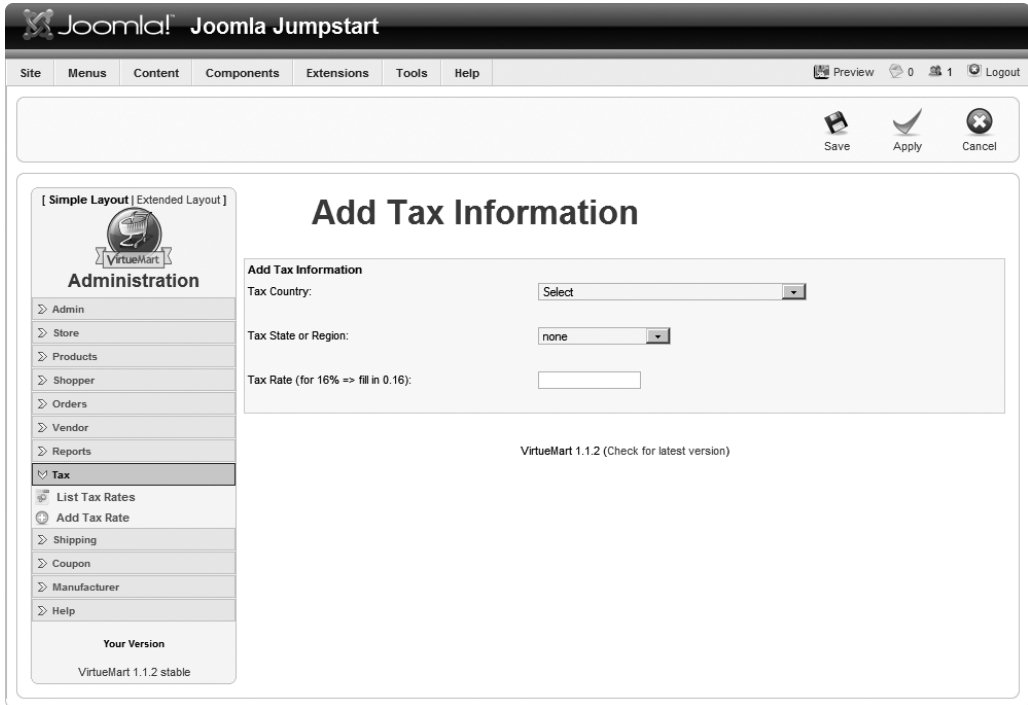 Joomla! Joomla Jumpstart
Site Menus Content Components Extensions Tools Help Preview 0 1 Logout
Save Apply Cancel
[ Simple Layout | Extended Layout ]
VirtueMart
Administration
Admin
Store
Products
Shopper
Orders
Vendor
Reports
Tax
List Tax Rates
Add Tax Rate
Shipping
Coupon
Manufacturer
Help
Your Version
VirtueMart 1.1.2 stable
Add Tax Information
Add Tax Information
Tax Country: Select
Tax State or Region: none
Tax Rate (for 16% => fill in 0.16):
VirtueMart 1.1.2 (Check for latest version)